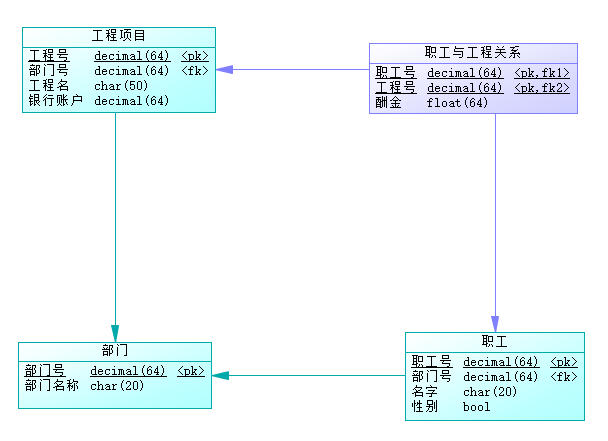 工程项目
工程号 decimal(64) <pk>
部门号 decimal(64) <fk>
工程名 char(50)
银行账户 decimal(64)
职工与工程关系
职工号 decimal(64) <pk,fk1>
工程号 decimal(64) <pk,fk2>
酬金 float(64)
部门
部门号 decimal(64) <pk>
部门名称 char(20)
职工
职工号 decimal(64) <pk>
部门号 decimal(64) <fk>
名字 char(20)
性别 bool